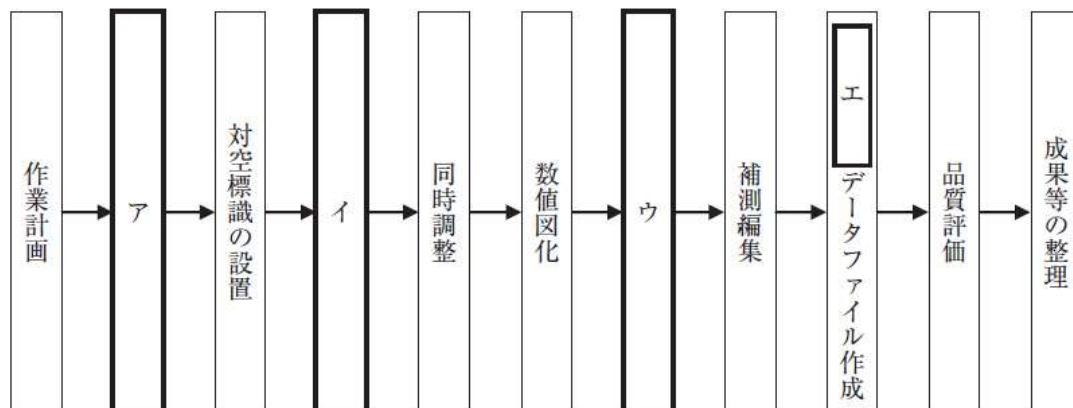 作業計画
ア
対空標識の設置
イ
同時調整
数値図化
ウ
補測編集
エ
データファイル作成
品質評価
成果等の整理